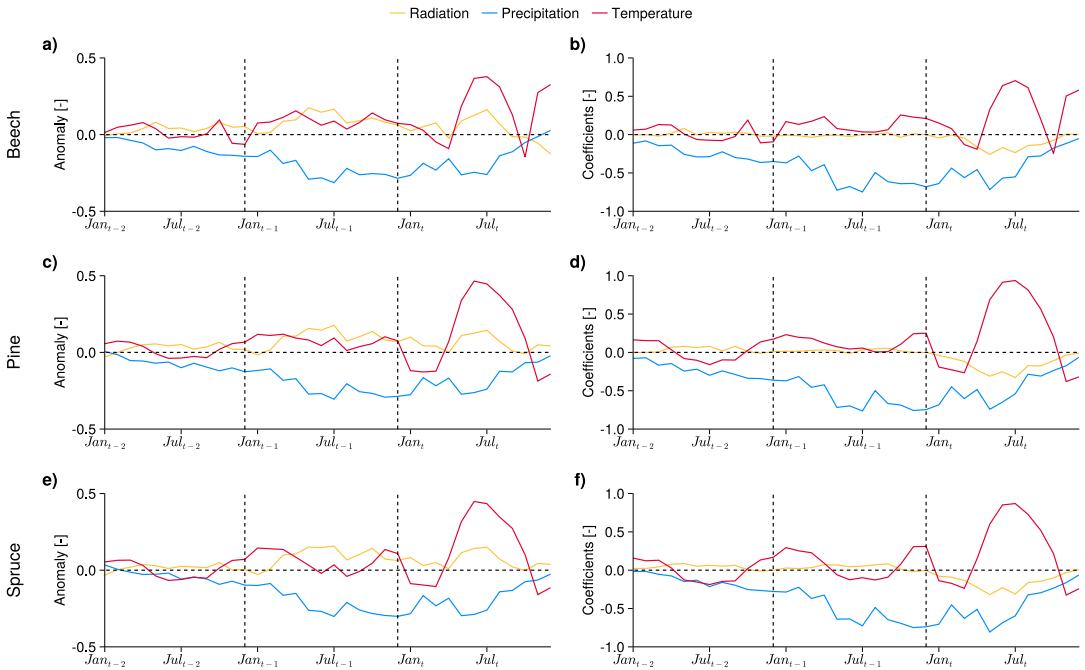 Radiation Precipitation Temperature
a) b)
Beech
Anomaly [-]
0.5
0.0
-0.5
Jan_{t-2} Jul_{t-2} Jan_{t-1} Jul_{t-1} Jan_t Jul_t
Coefficients [-]
1.0
0.5
0.0
-0.5
-1.0
Jan_{t-2} Jul_{t-2} Jan_{t-1} Jul_{t-1} Jan_t Jul_t
c) d)
Pine
Anomaly [-]
0.5
0.0
-0.5
Jan_{t-2} Jul_{t-2} Jan_{t-1} Jul_{t-1} Jan_t Jul_t
Coefficients [-]
1.0
0.5
0.0
-0.5
-1.0
Jan_{t-2} Jul_{t-2} Jan_{t-1} Jul_{t-1} Jan_t Jul_t
e) f)
Spruce
Anomaly [-]
0.5
0.0
-0.5
Jan_{t-2} Jul_{t-2} Jan_{t-1} Jul_{t-1} Jan_t Jul_t
Coefficients [-]
1.0
0.5
0.0
-0.5
-1.0
Jan_{t-2} Jul_{t-2} Jan_{t-1} Jul_{t-1} Jan_t Jul_t